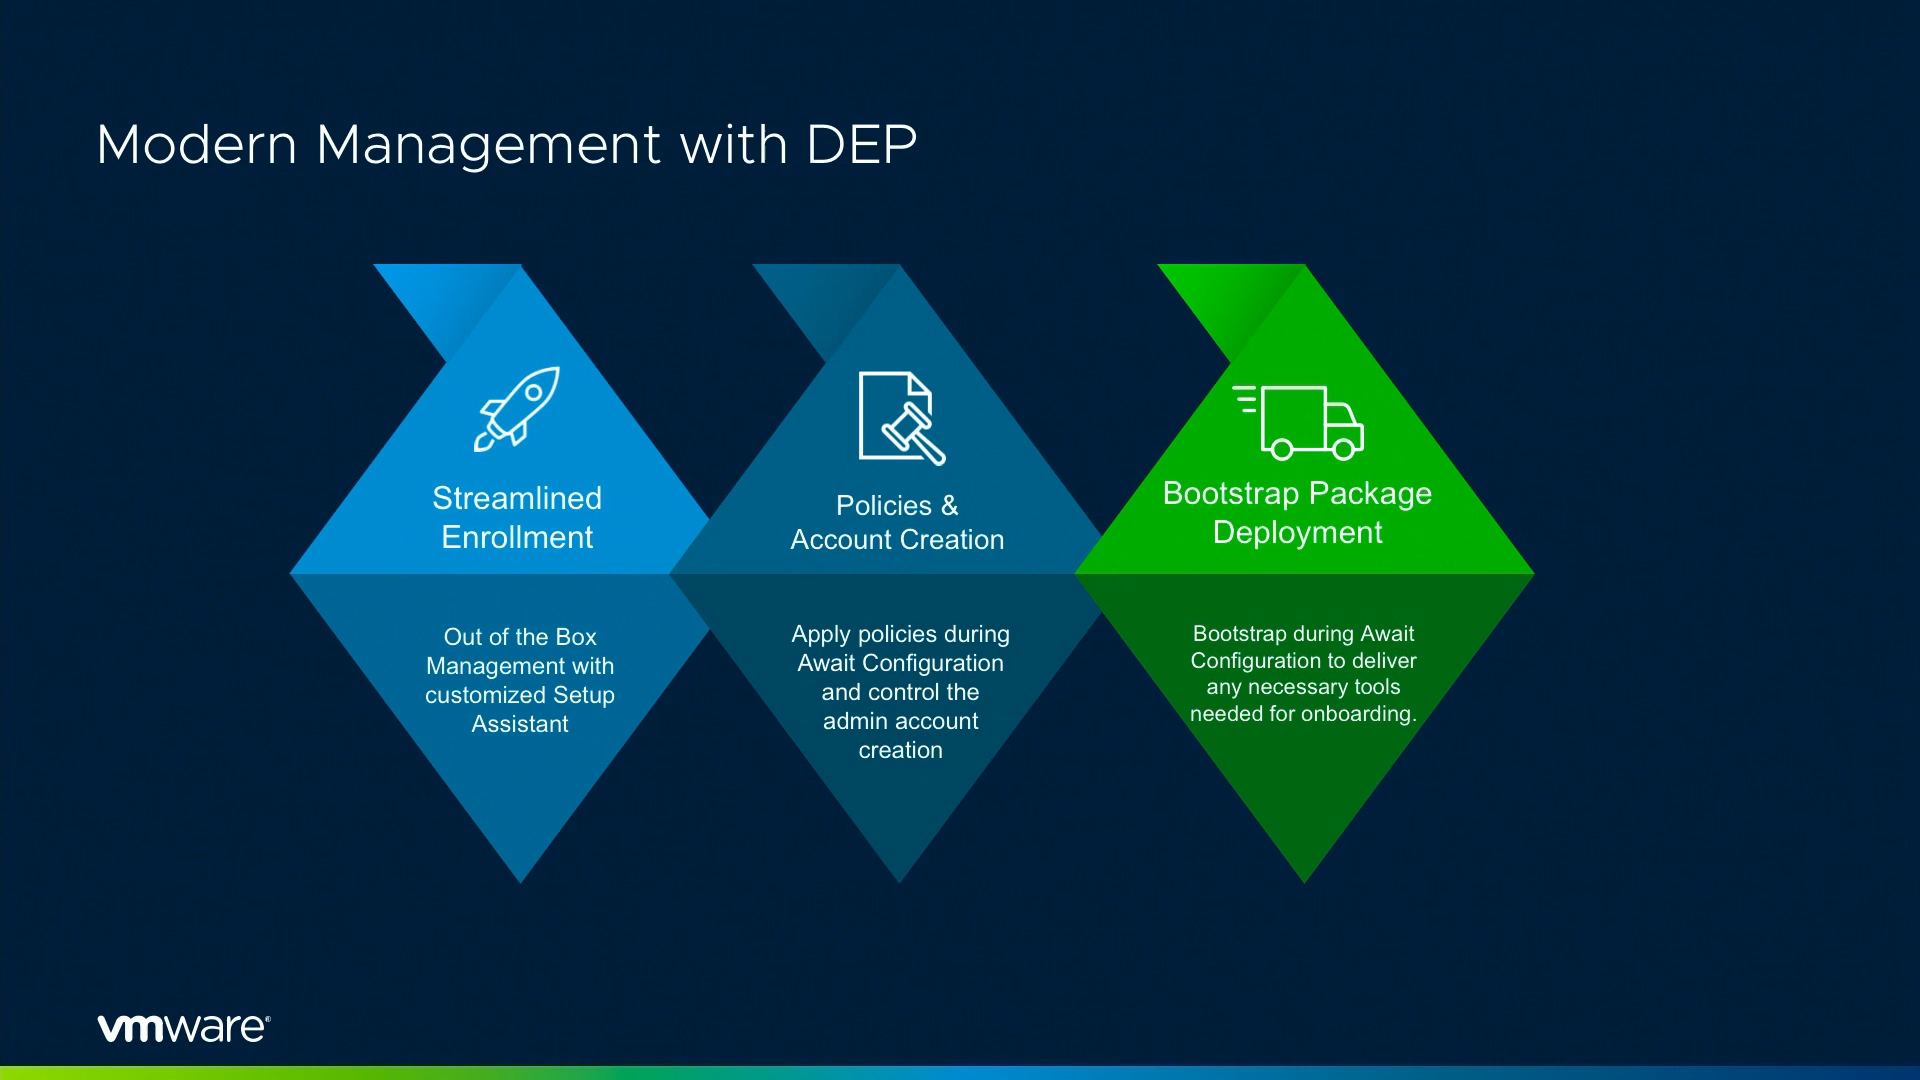 Modern Management with DEP
Streamlined
Enrollment
Out of the Box
Management with
customized Setup
Assistant
Policies &
Account Creation
Apply policies during
Await Configuration
and control the
admin account
creation
Bootstrap Package
Deployment
Bootstrap during Await
Configuration to deliver
any necessary tools
needed for onboarding.
vmware®